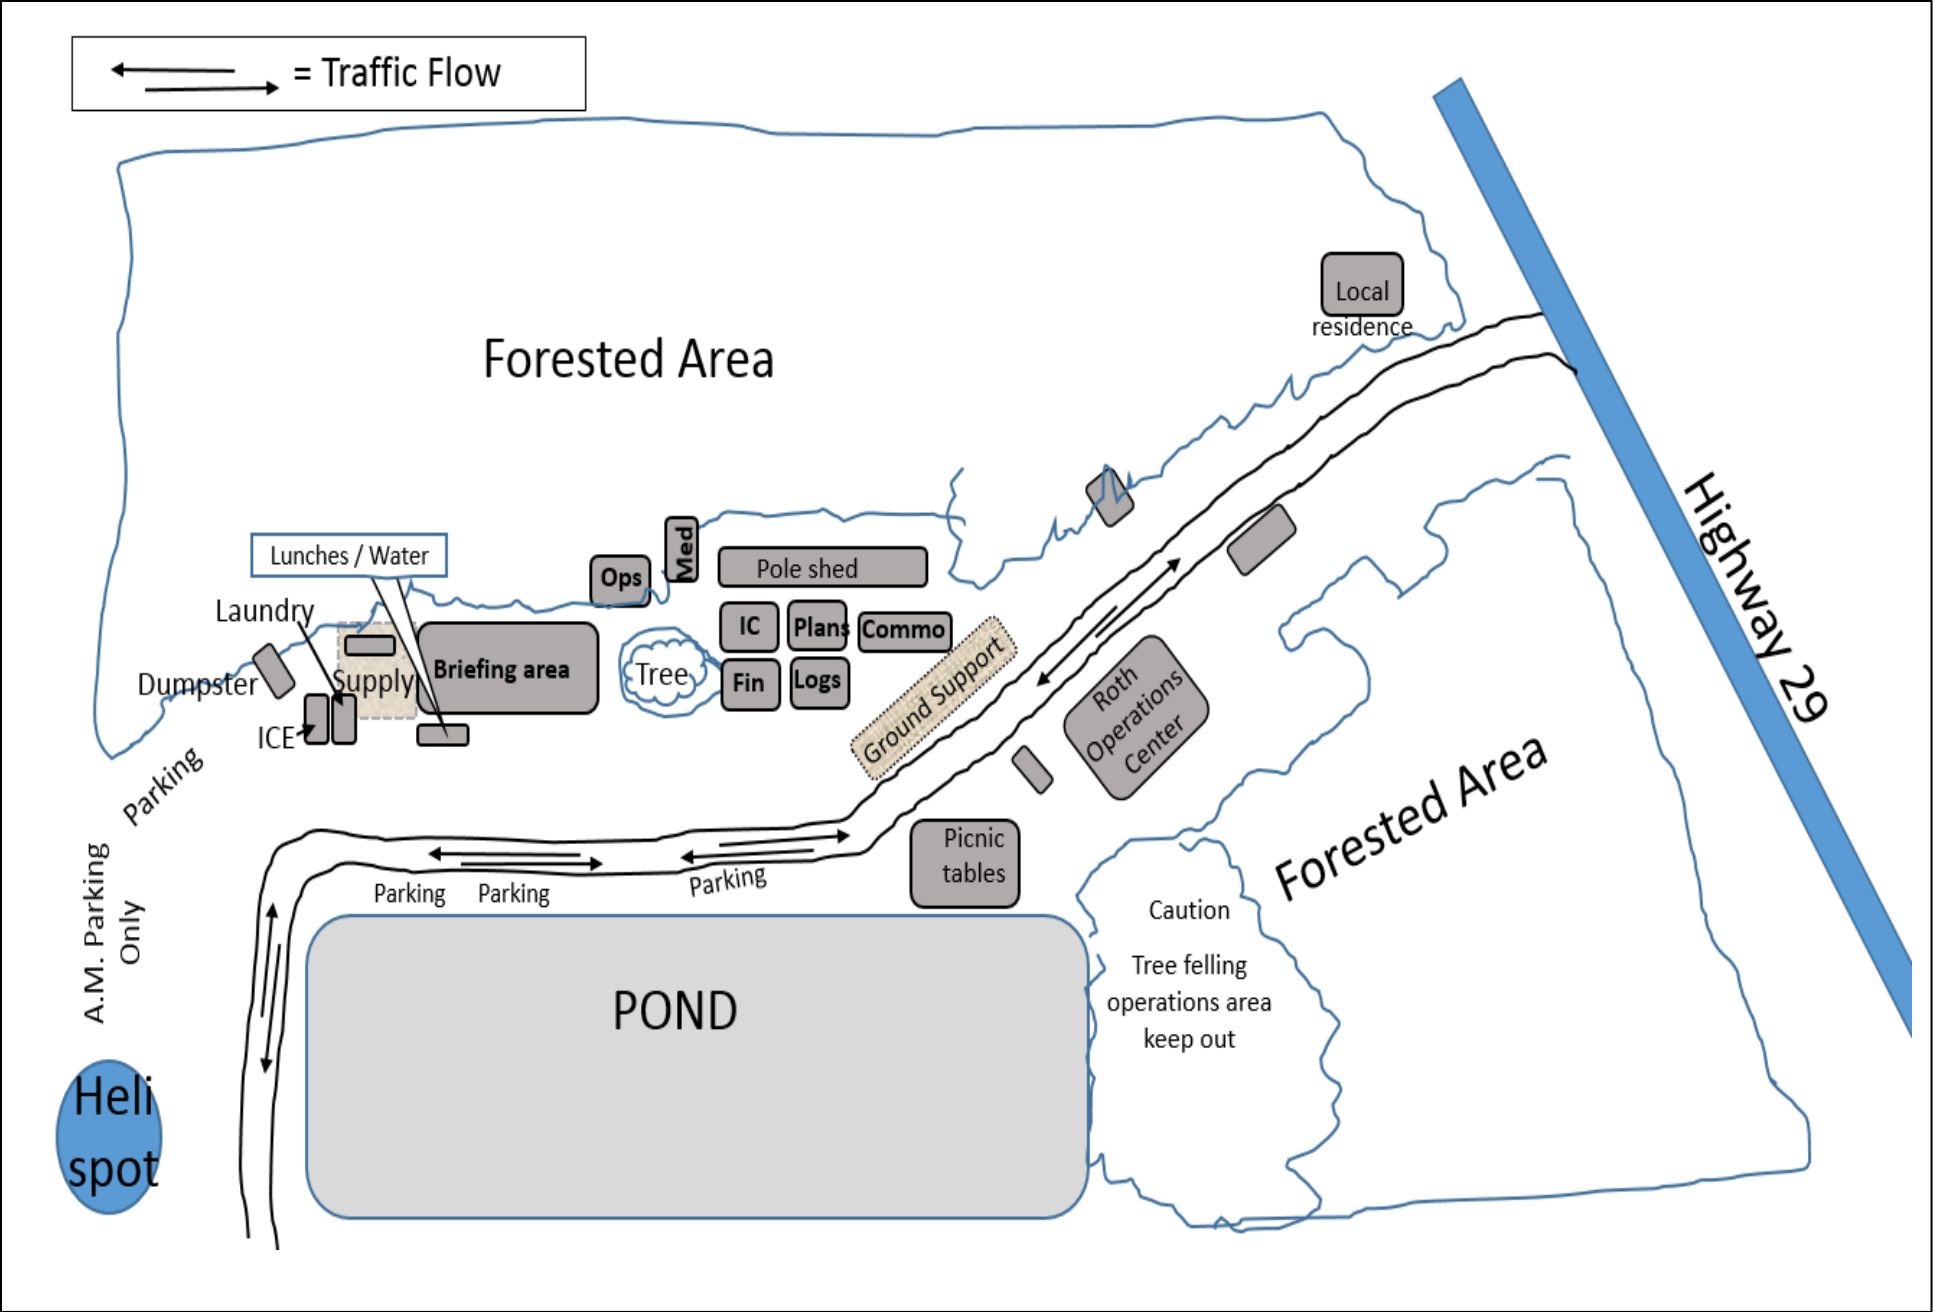 = Traffic Flow
Local
residence
Forested Area
Highway 29
Lunches / Water
Ops
Med
Pole shed
Laundry
IC
Plans
Commo
Dumpster
Supply
Briefing area
Tree
Fin
Logs
Ground Support
Roth
Operations
Center
ICE
Parking
Forested Area
Picnic
tables
Parking
Parking
Parking
A.M. Parking
Only
Caution
Tree felling
operations area
keep out
POND
Heli
spot